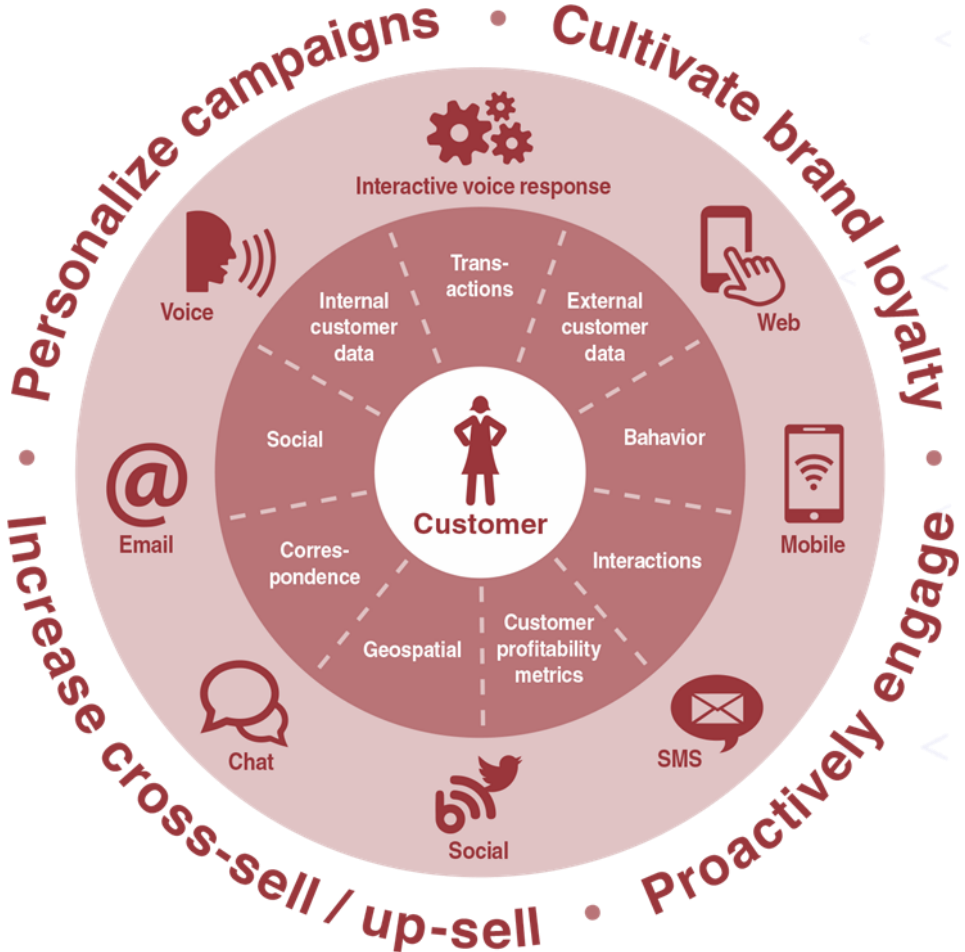 Personalize campaigns
Cultivate brand loyalty
Proactively engage
Increase cross-sell / up-sell
Interactive voice response
Web
Mobile
SMS
Social
Chat
Email
Voice
Trans-
actions
External
customer
data
Bahavior
Interactions
Customer
profitability
metrics
Geospatial
Corres-
pondence
Social
Internal
customer
data
Customer